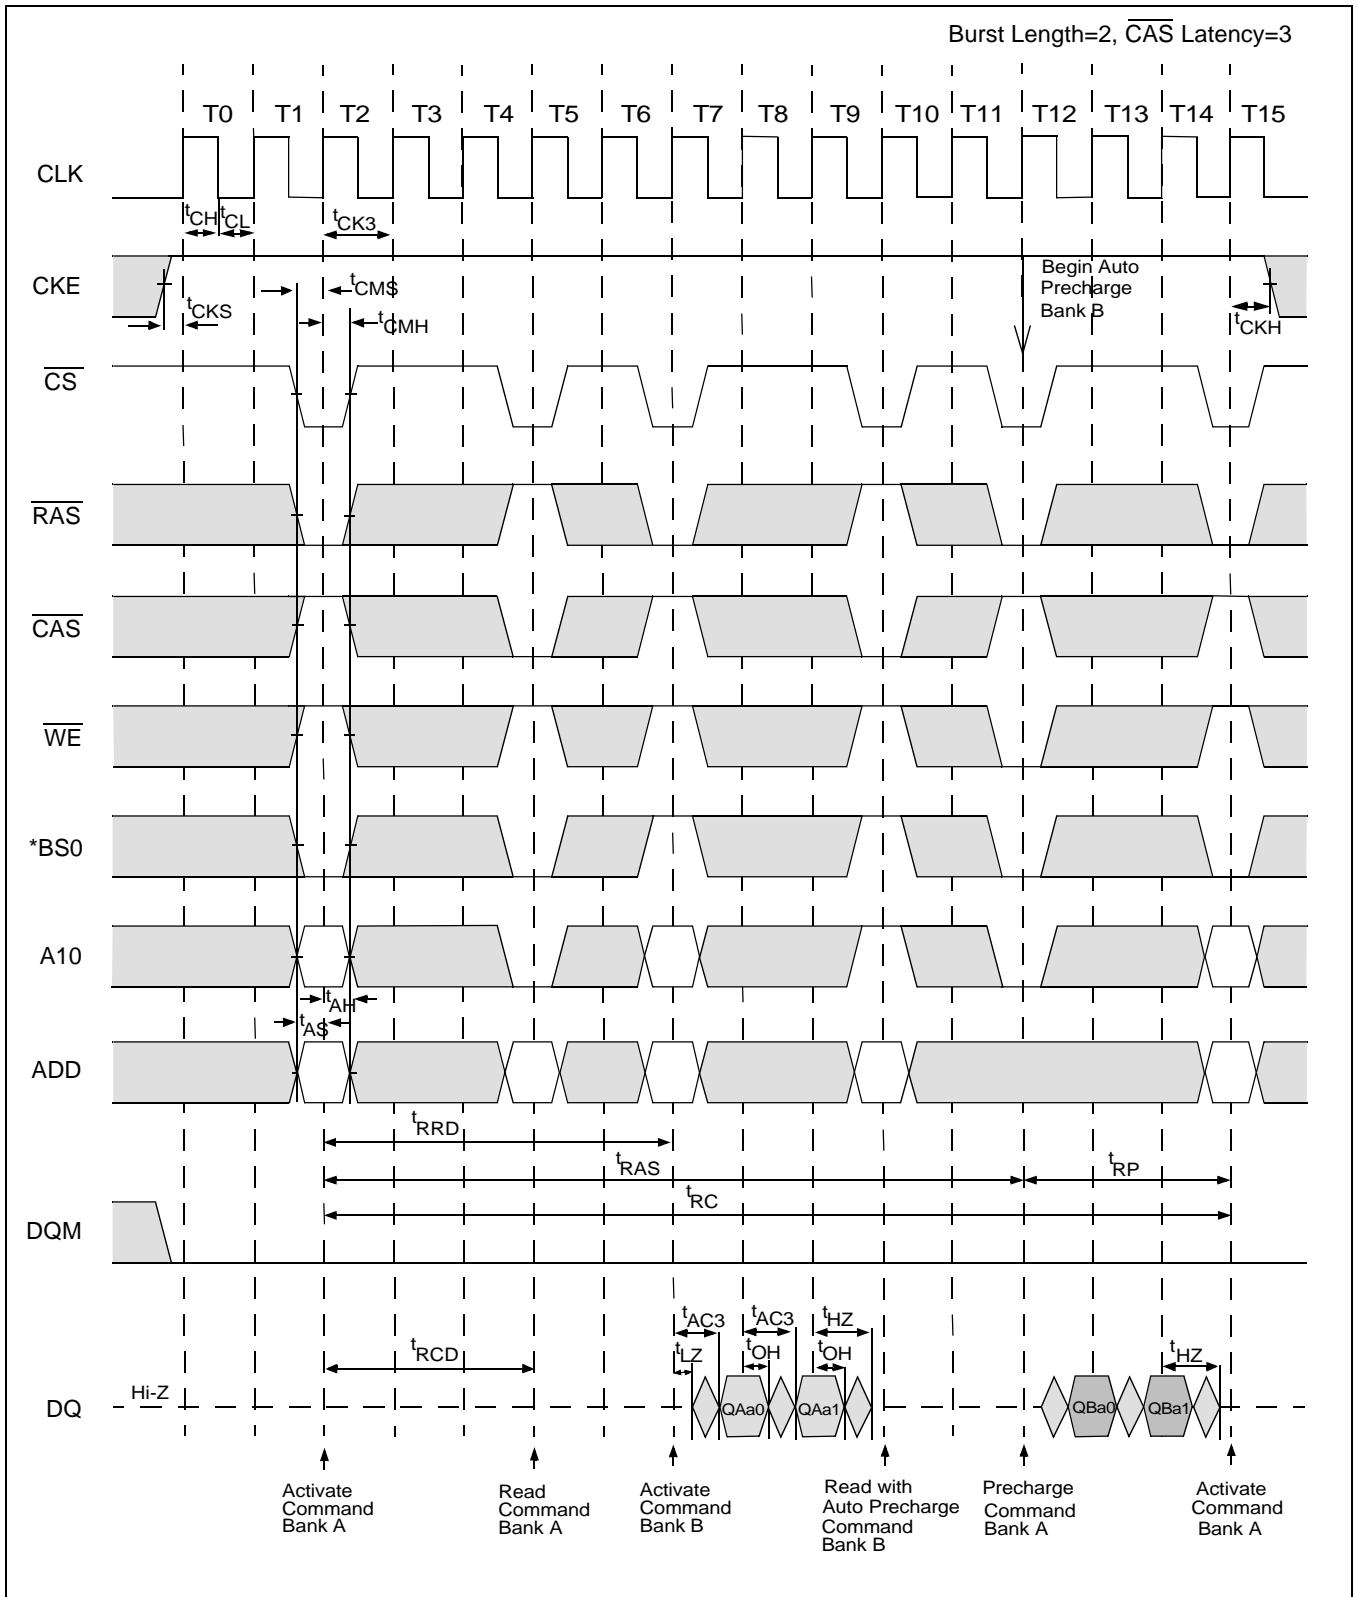 Burst Length=2, CAS Latency=3
T0 T1 T2 T3 T4 T5 T6 T7 T8 T9 T10 T11 T12 T13 T14 T15
CLK
tCH tCL tCK3
CKE
tCKS
tCMS
tCMH
Begin Auto
Precharge
Bank B
tCKH
CS
RAS
CAS
WE
*BS0
A10
tAH
tAS
ADD
tRRD
tRAS
tRP
tRC
DQM
tAC3 tAC3 tHZ
tRCD
tLZ tOH tOH
tHZ
Hi-Z
DQ
QAa0 QAa1 QBa0 QBa1
Activate
Command
Bank A
Read
Command
Bank A
Activate
Command
Bank B
Read with
Auto Precharge
Command
Bank B
Precharge
Command
Bank A
Activate
Command
Bank A